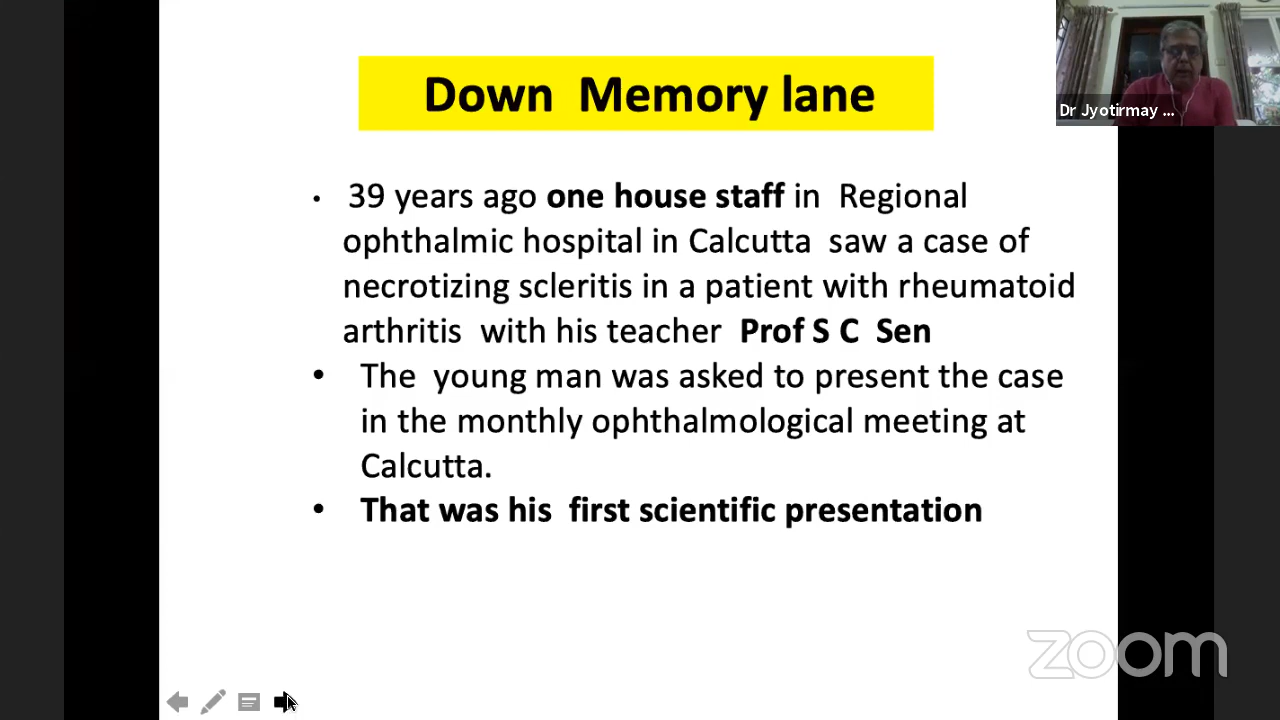 Down Memory lane
Dr Jyotirmay ...
• 39 years ago one house staff in Regional
ophthalmic hospital in Calcutta saw a case of
necrotizing scleritis in a patient with rheumatoid
arthritis with his teacher Prof S C Sen
• The young man was asked to present the case
in the monthly ophthalmological meeting at
Calcutta.
• That was his first scientific presentation
zoom